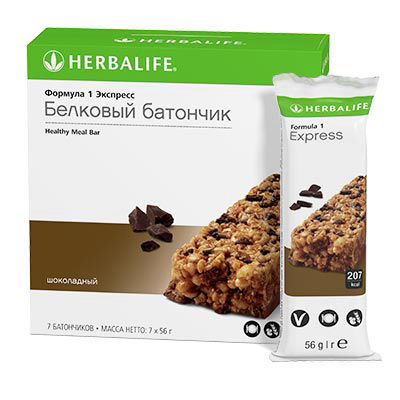 HERBALIFE®
Формула 1 Экспресс
Белковый батончик
Healthy Meal Bar
шоколадный
7 БАТОНЧИКОВ • МАССА НЕТТО: 7 x 56 г
HERBALIFE
Formula 1
Express
207
kcal
56 g | г e